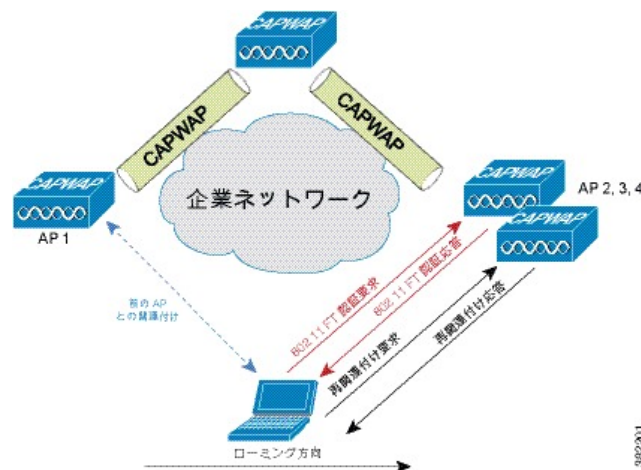 CAPWAP
CAPWAP
CAPWAP
企業ネットワーク
CAPWAP
AP 1
CAPWAP
AP 2, 3, 4
CAPWAP
前の AP
との関連付け
802 11 FT 認証要求
802 11 FT 認証応答
再関連付け要求
再関連付け応答
ローミング方向